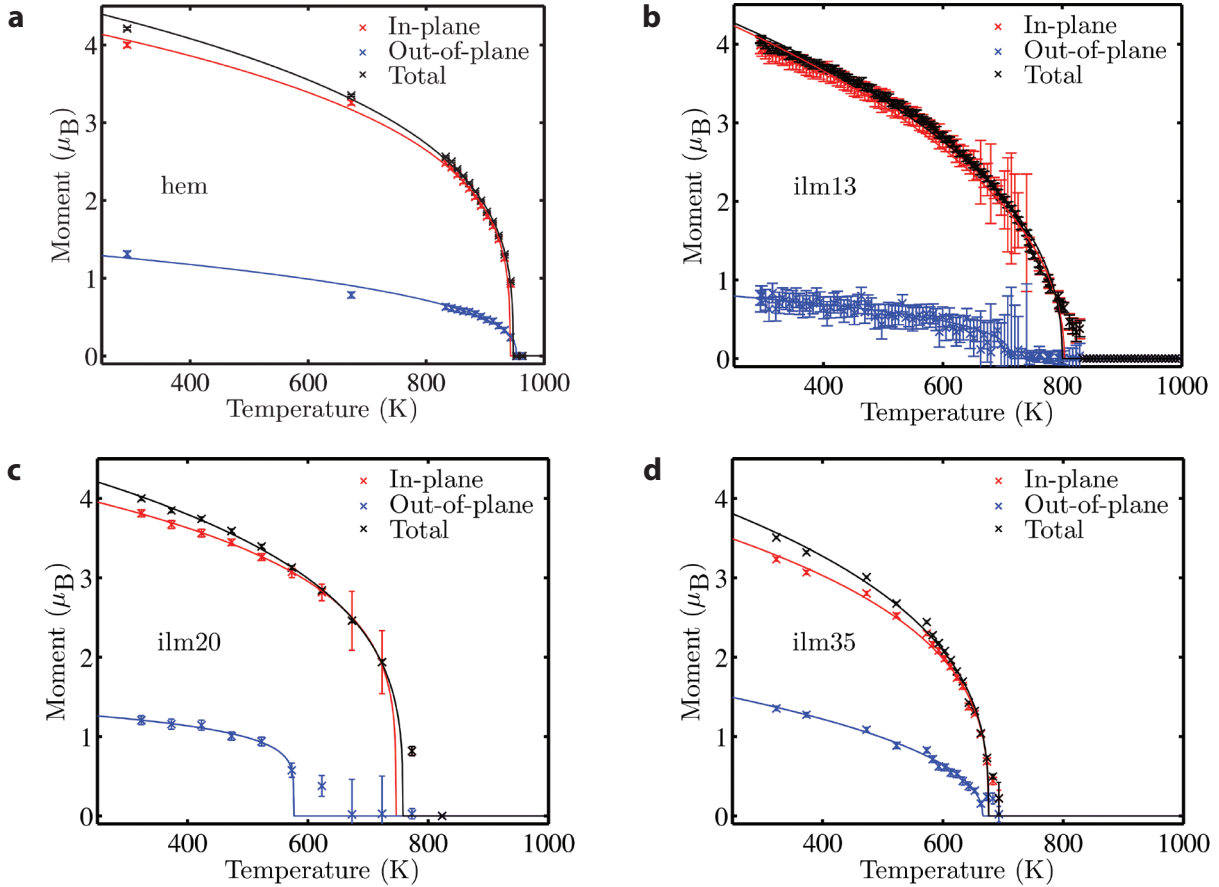 a
In-plane
Out-of-plane
Total
hem
Moment (μB)
4
3
2
1
0
400 600 800 1000
Temperature (K)
b
In-plane
Out-of-plane
Total
ilm13
Moment (μB)
4
3
2
1
0
400 600 800 1000
Temperature (K)
c
In-plane
Out-of-plane
Total
ilm20
Moment (μB)
4
3
2
1
0
400 600 800 1000
Temperature (K)
d
In-plane
Out-of-plane
Total
ilm35
Moment (μB)
4
3
2
1
0
400 600 800 1000
Temperature (K)